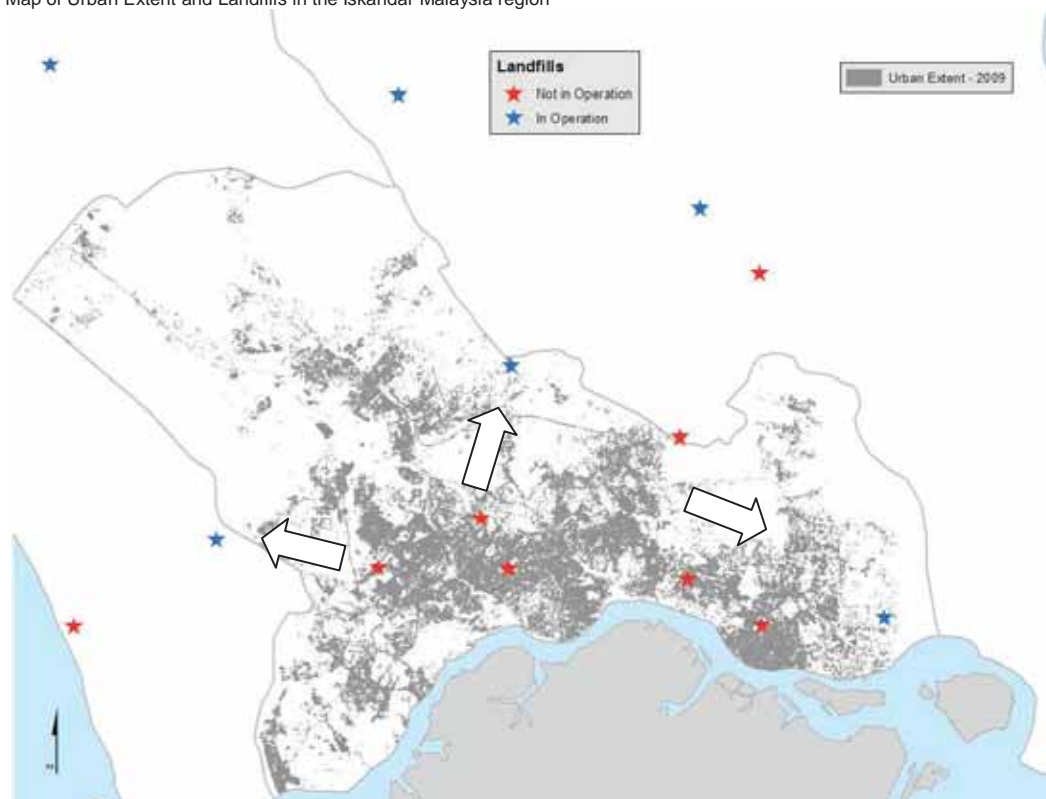 Map of Urban Extent and Landfills in the Iskandar Malaysia region
Landfills
Not in Operation
In Operation
Urban Extent - 2009